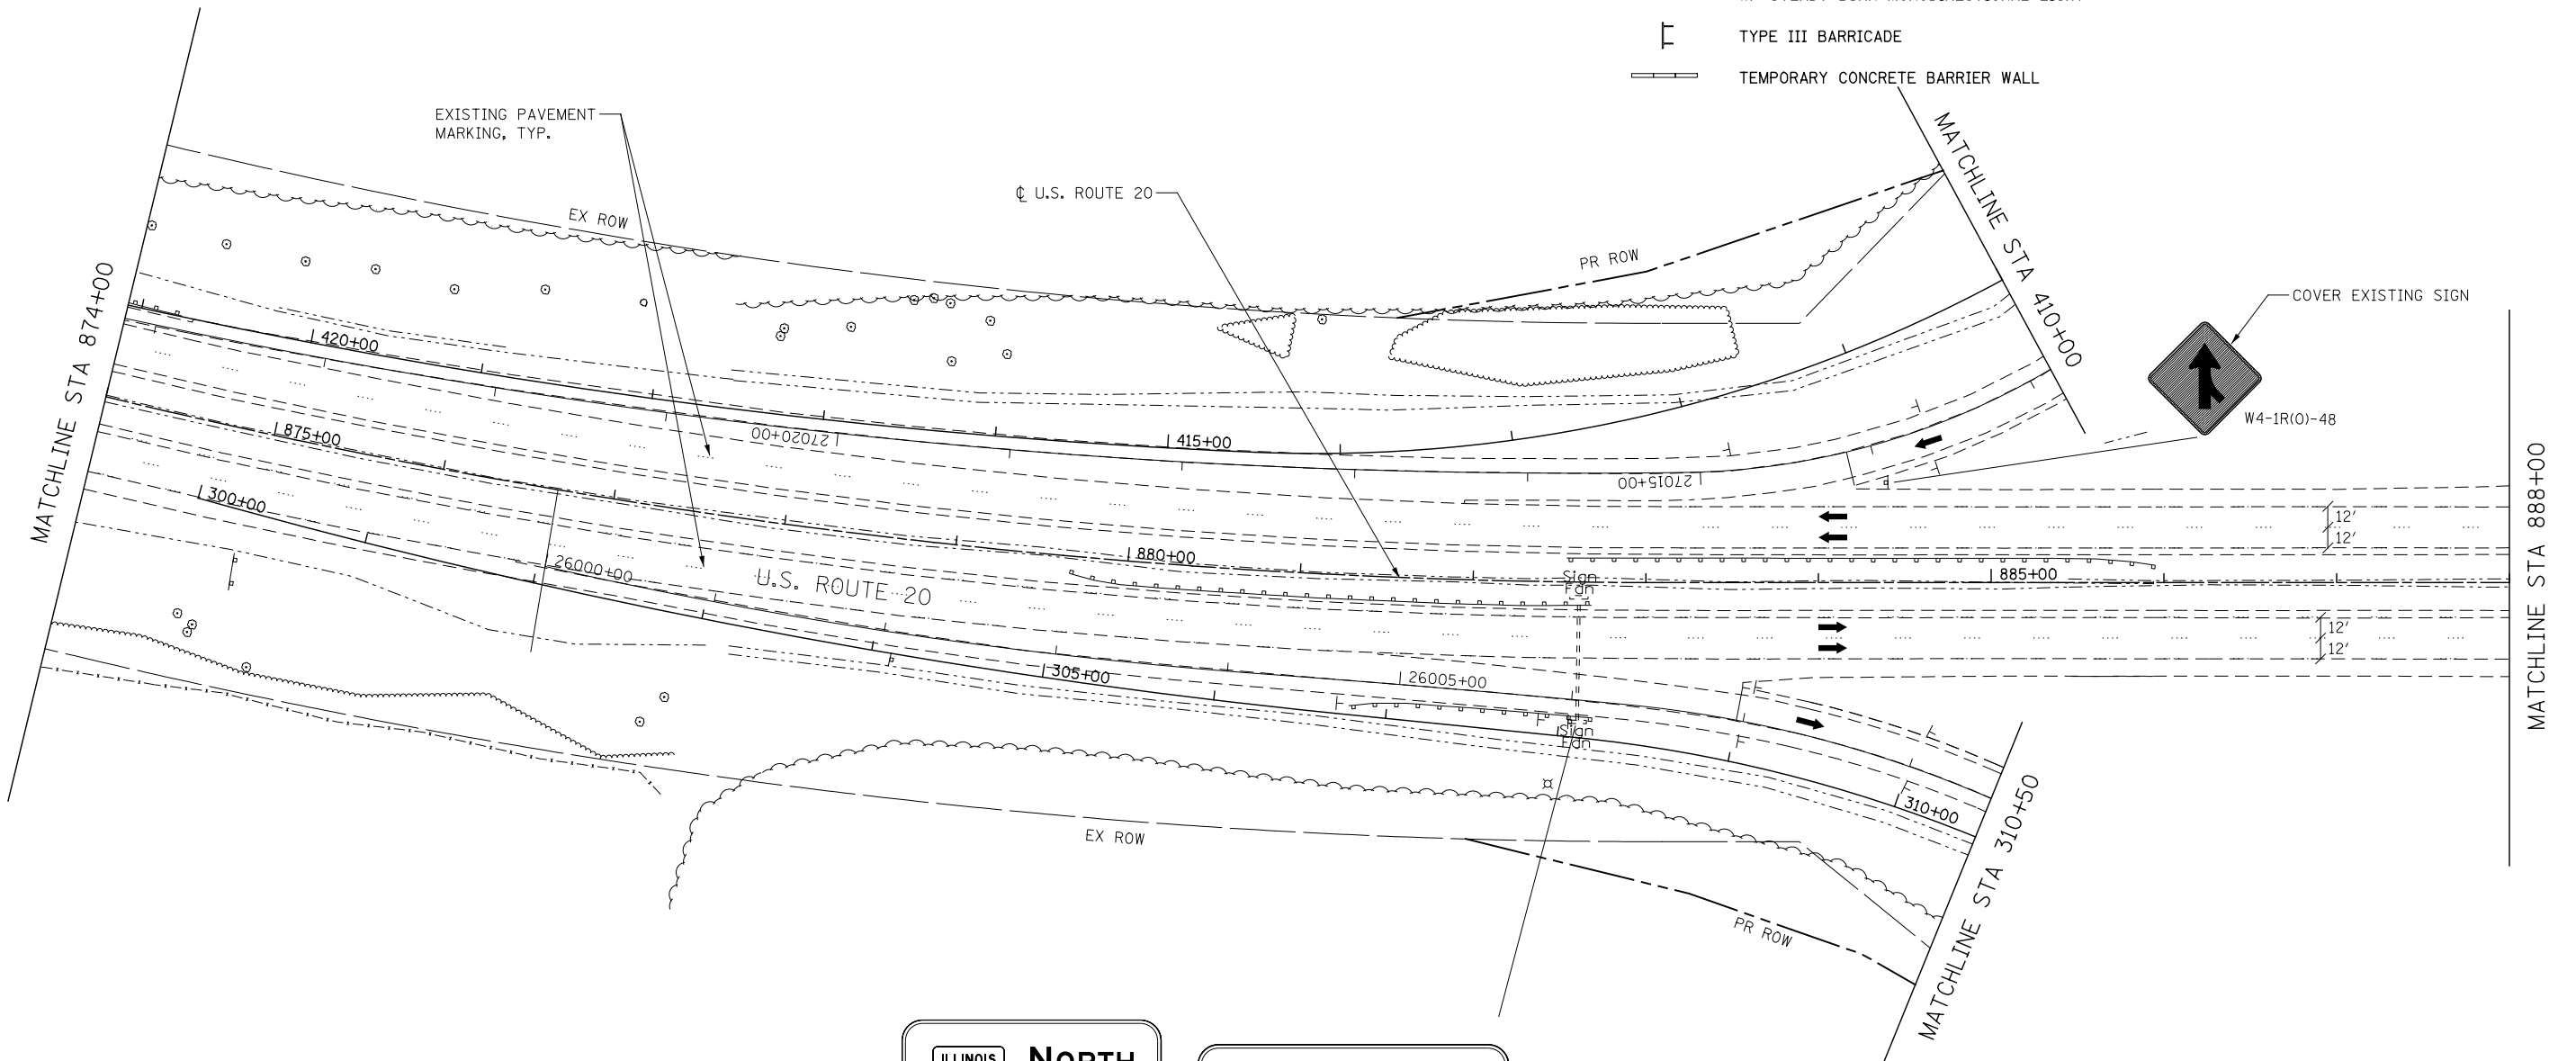 TYPE III BARRICADE
TEMPORARY CONCRETE BARRIER WALL
EXISTING PAVEMENT
MARKING, TYP.
℄ U.S. ROUTE 20
EX ROW
PR ROW
MATCHLINE STA 410+00
COVER EXISTING SIGN
W4-1R(O)-48
MATCHLINE STA 874+00
420+00
875+00
27020+00
415+00
27015+00
300+00
26000+00
U.S. ROUTE 20
880+00
Sign
Fdn
885+00
12'
12'
12'
12'
MATCHLINE STA 888+00
305+00
26005+00
Sign
Fdn
310+00
EX ROW
PR ROW
MATCHLINE STA 310+50
ILLINOIS
NORTH